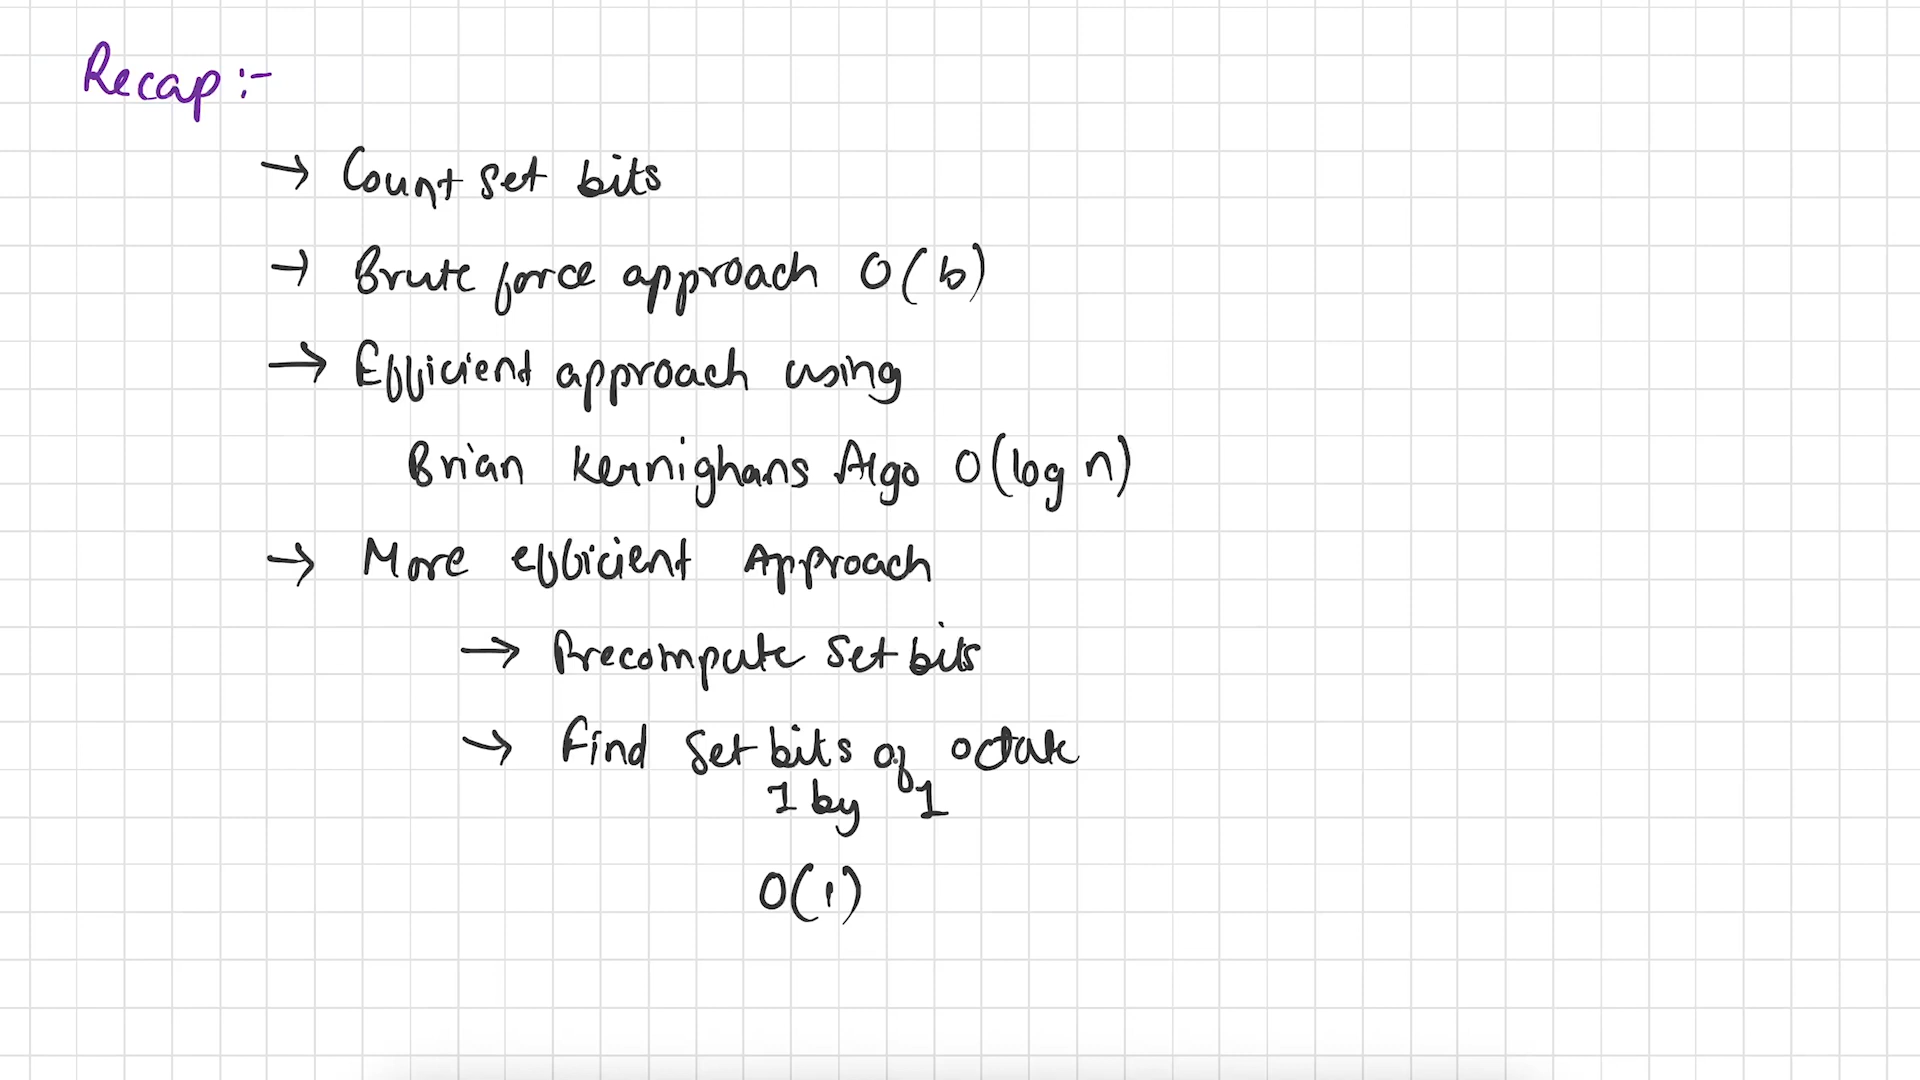 Recap :-
→ Count set bits
→ Brute force approach O(b)
→ Efficient approach using
Brian Kernighans Algo O(log n)
→ More efficient Approach
→ Precompute set bits
→ Find set bits of octate
1 by 1
O(1)